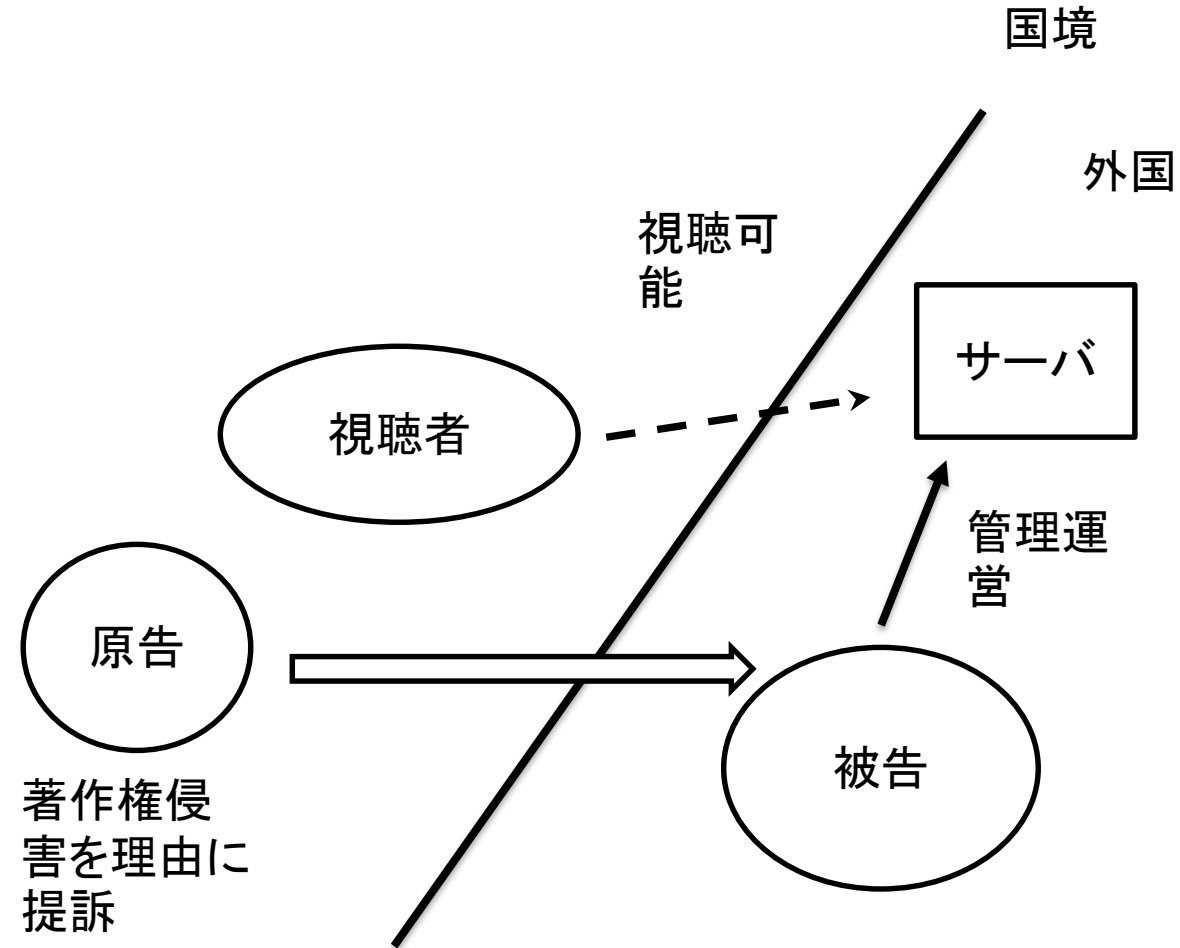 国境
外国
視聴可
能
サーバ
視聴者
管理運
営
原告
被告
著作権侵
害を理由に
提訴